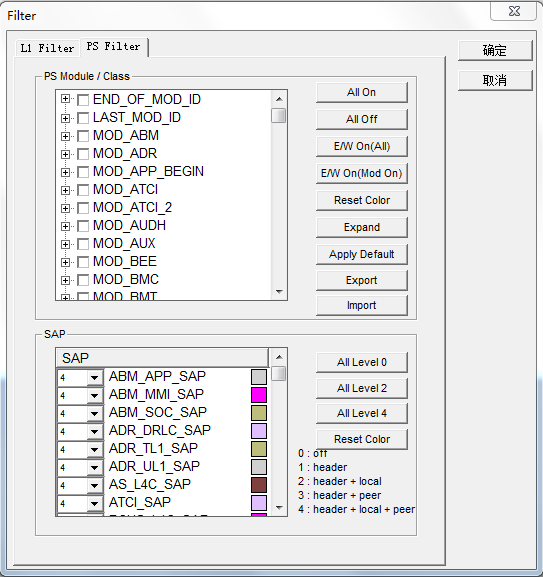 Filter
L1 Filter
PS Filter
确定
取消
PS Module / Class
END_OF_MOD_ID
LAST_MOD_ID
MOD_ABM
MOD_ADR
MOD_APP_BEGIN
MOD_ATCI
MOD_ATCI_2
MOD_AUDH
MOD_AUX
MOD_BEE
MOD_BMC
MOD_BMT
All On
All Off
E/W On(All)
E/W On(Mod On)
Reset Color
Expand
Apply Default
Export
Import
SAP
SAP
4 ABM_APP_SAP
4 ABM_MMI_SAP
4 ABM_SOC_SAP
4 ADR_DRLC_SAP
4 ADR_TL1_SAP
4 ADR_UL1_SAP
4 AS_L4C_SAP
4 ATCI_SAP
All Level 0
All Level 2
All Level 4
Reset Color
0 : off
1 : header
2 : header + local
3 : header + peer
4 : header + local + peer